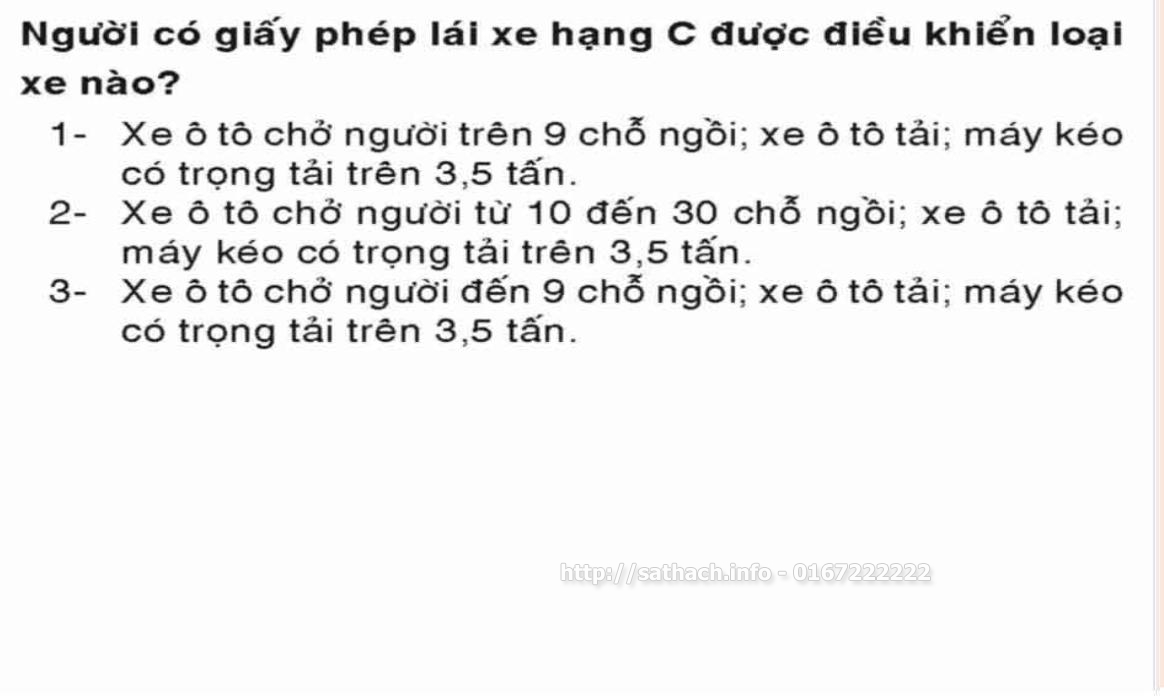 Người có giấy phép lái xe hạng C được điều khiển loại
xe nào?
1- Xe ô tô chở người trên 9 chỗ ngồi; xe ô tô tải; máy kéo
có trọng tải trên 3,5 tấn.
2- Xe ô tô chở người từ 10 đến 30 chỗ ngồi; xe ô tô tải;
máy kéo có trọng tải trên 3,5 tấn.
3- Xe ô tô chở người đến 9 chỗ ngồi; xe ô tô tải; máy kéo
có trọng tải trên 3,5 tấn.
http://sathach.info - 0167222222